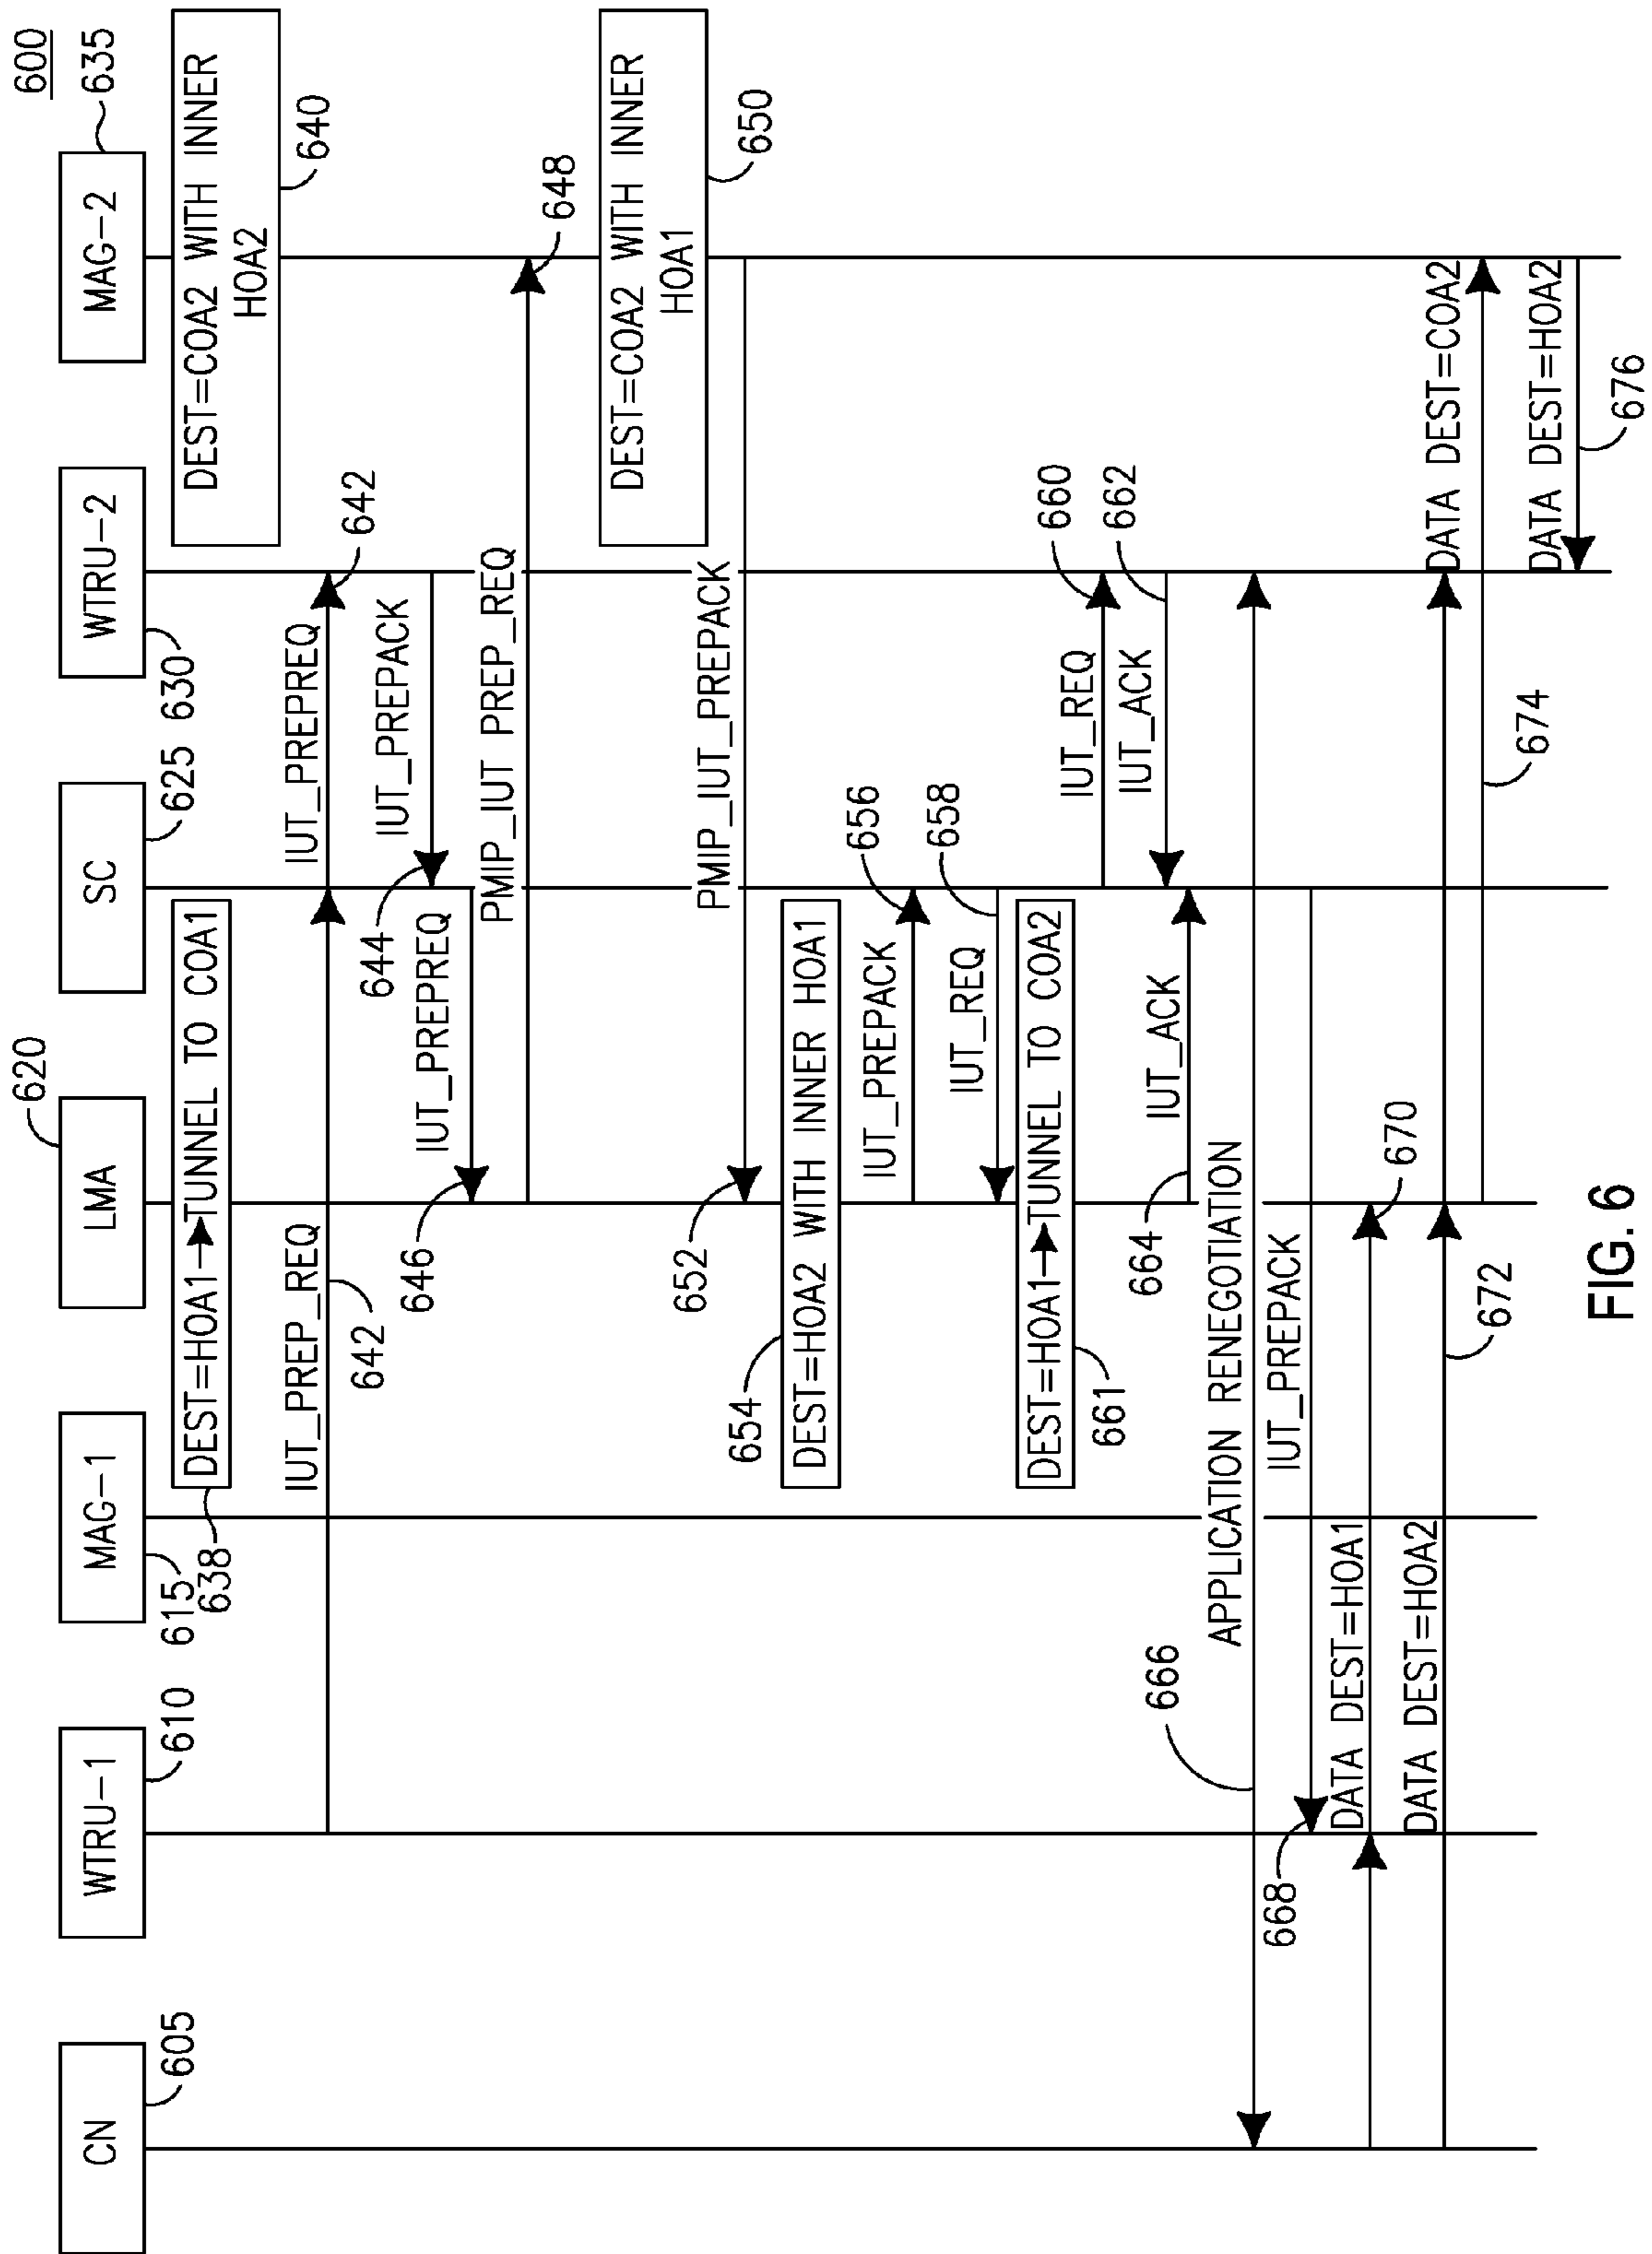 600
CN
605
WTRU-1
610
MAG-1
615
LMA
620
SC
625
WTRU-2
630
MAG-2
635
DEST=HOA1→TUNNEL TO COA1
638
DEST=COA2 WITH INNER
HOA2
640
IUT_PREP_REQ
642
IUT_PREPREQ
642
IUT_PREPACK
644
IUT_PREPREQ
646
PMIP_IUT PREP_REQ
648
DEST=COA2 WITH INNER
HOA1
650
PMIP_IUT_PREPACK
652
DEST=HOA2 WITH INNER HOA1
654
IUT_PREPACK
656
IUT_REQ
658
DEST=HOA1→TUNNEL TO COA2
661
IUT_REQ
660
IUT_ACK
662
IUT_ACK
664
APPLICATION RENEGOTIATION
666
IUT_PREPACK
668
DATA DEST=HOA1
670
DATA DEST=HOA2
672
DATA DEST=COA2
674
DATA DEST=HOA2
676
FIG. 6